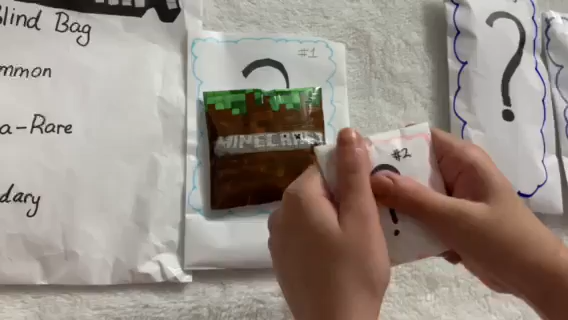 Blind Bag
mmon
a-Rare
dary
?
#1
MINECRAFT
#2
?
?